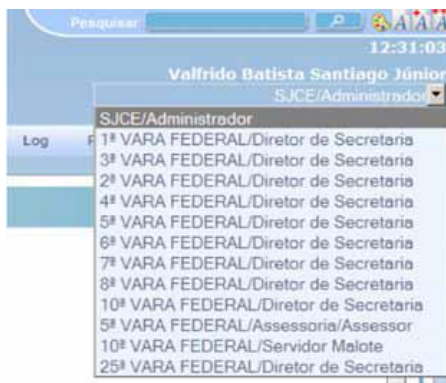 Pesquisar
A A A
12:31:03
Valfrido Batista Santiago Júnior
SJCE/Administrador
Log
SJCE/Administrador
1ª VARA FEDERAL/Diretor de Secretaria
3ª VARA FEDERAL/Diretor de Secretaria
2ª VARA FEDERAL/Diretor de Secretaria
4ª VARA FEDERAL/Diretor de Secretaria
5ª VARA FEDERAL/Diretor de Secretaria
6ª VARA FEDERAL/Diretor de Secretaria
7ª VARA FEDERAL/Diretor de Secretaria
8ª VARA FEDERAL/Diretor de Secretaria
10ª VARA FEDERAL/Diretor de Secretaria
5ª VARA FEDERAL/Assessoria/Assessor
10ª VARA FEDERAL/Servidor Malote
25ª VARA FEDERAL/Diretor de Secretaria